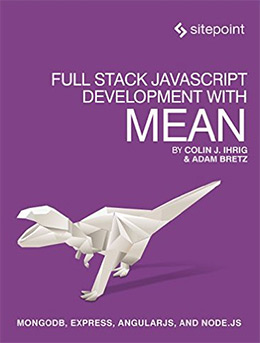 sitepoint
FULL STACK JAVASCRIPT
DEVELOPMENT WITH
MEAN
BY COLIN J. IHRIG
& ADAM BRETZ
MONGODB, EXPRESS, ANGULARJS, AND NODE.JS